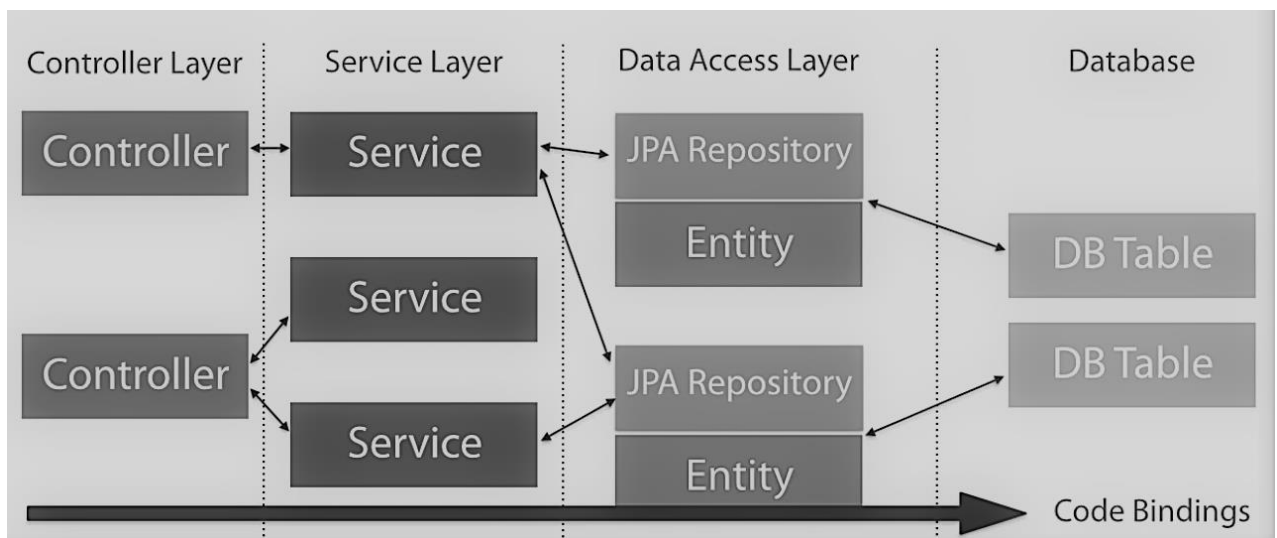 Controller Layer
Service Layer
Data Access Layer
Database
Controller
Service
JPA Repository
Entity
DB Table
Service
Controller
JPA Repository
DB Table
Service
Entity
Code Bindings